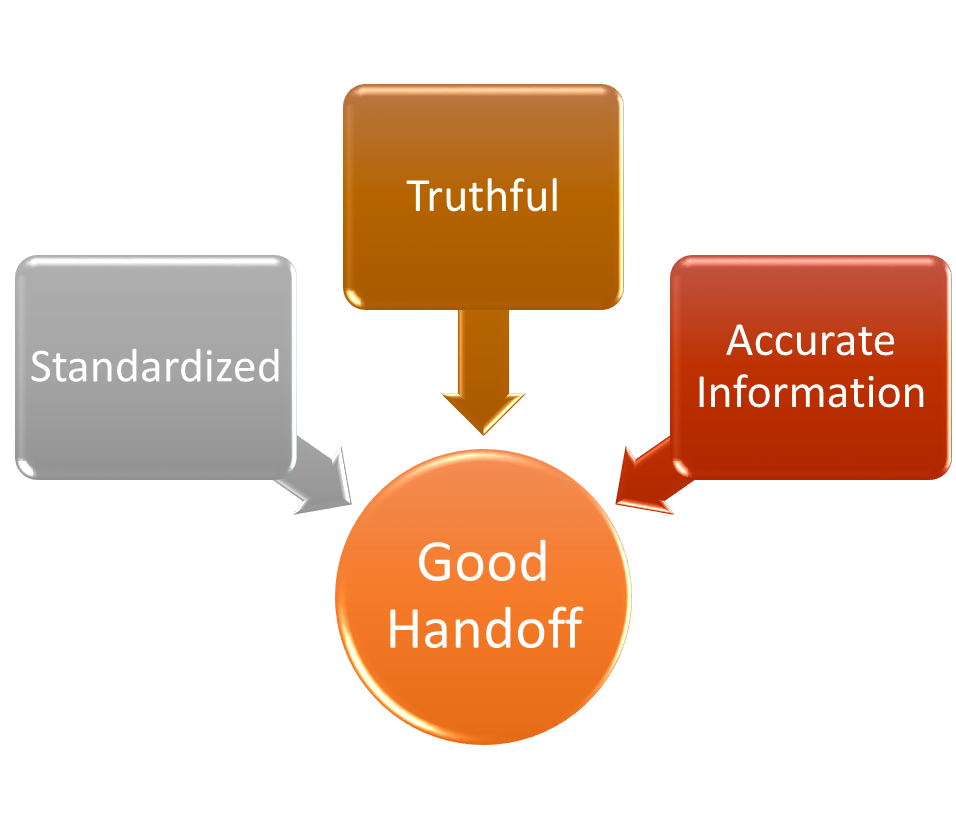 Truthful
Standardized
Accurate
Information
Good
Handoff